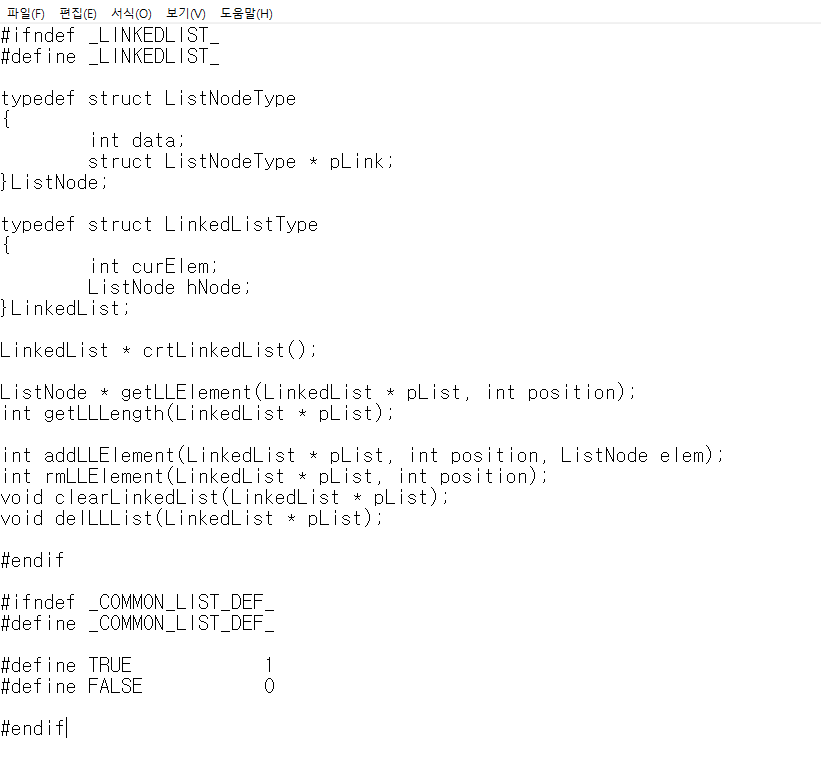 파일(F) 편집(E) 서식(O) 보기(V) 도움말(H)
#ifndef _LINKEDLIST_
#define _LINKEDLIST_
typedef struct ListNodeType
{
        int data;
        struct ListNodeType * pLink;
}ListNode;
typedef struct LinkedListType
{
        int curElem;
        ListNode hNode;
}LinkedList;
LinkedList * crtLinkedList();
ListNode * getLLElement(LinkedList * pList, int position);
int getLLLength(LinkedList * pList);
int addLLElement(LinkedList * pList, int position, ListNode elem);
int rmLLElement(LinkedList * pList, int position);
void clearLinkedList(LinkedList * pList);
void delLLList(LinkedList * pList);
#endif
#ifndef _COMMON_LIST_DEF_
#define _COMMON_LIST_DEF_
#define TRUE            1
#define FALSE           0
#endif